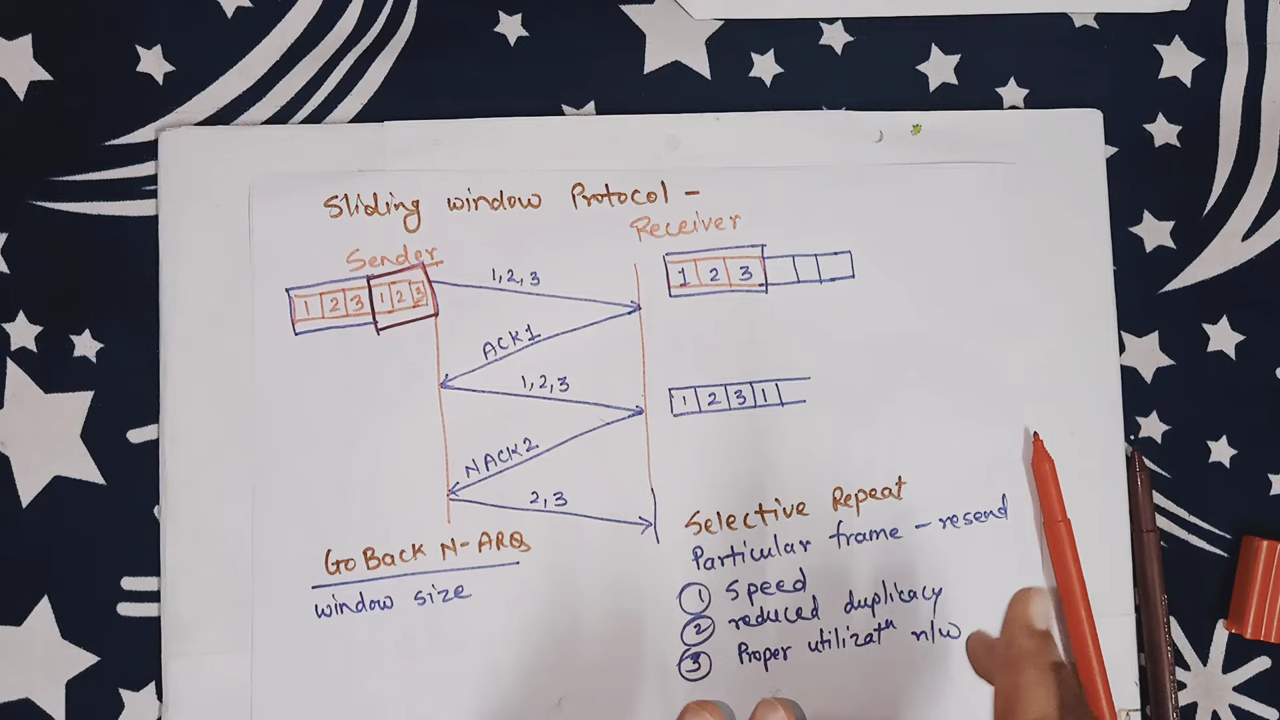 Sliding window Protocol -
Sender
Receiver
1 2 3 1 2 3
1,2,3
1 2 3
ACK1
1,2,3
1 2 3 1
NACK2
2,3
Go Back N-ARQ
window size
Selective Repeat
Particular frame - resend
1 Speed
2 reduced duplicacy
3 Proper utilizatn n/w